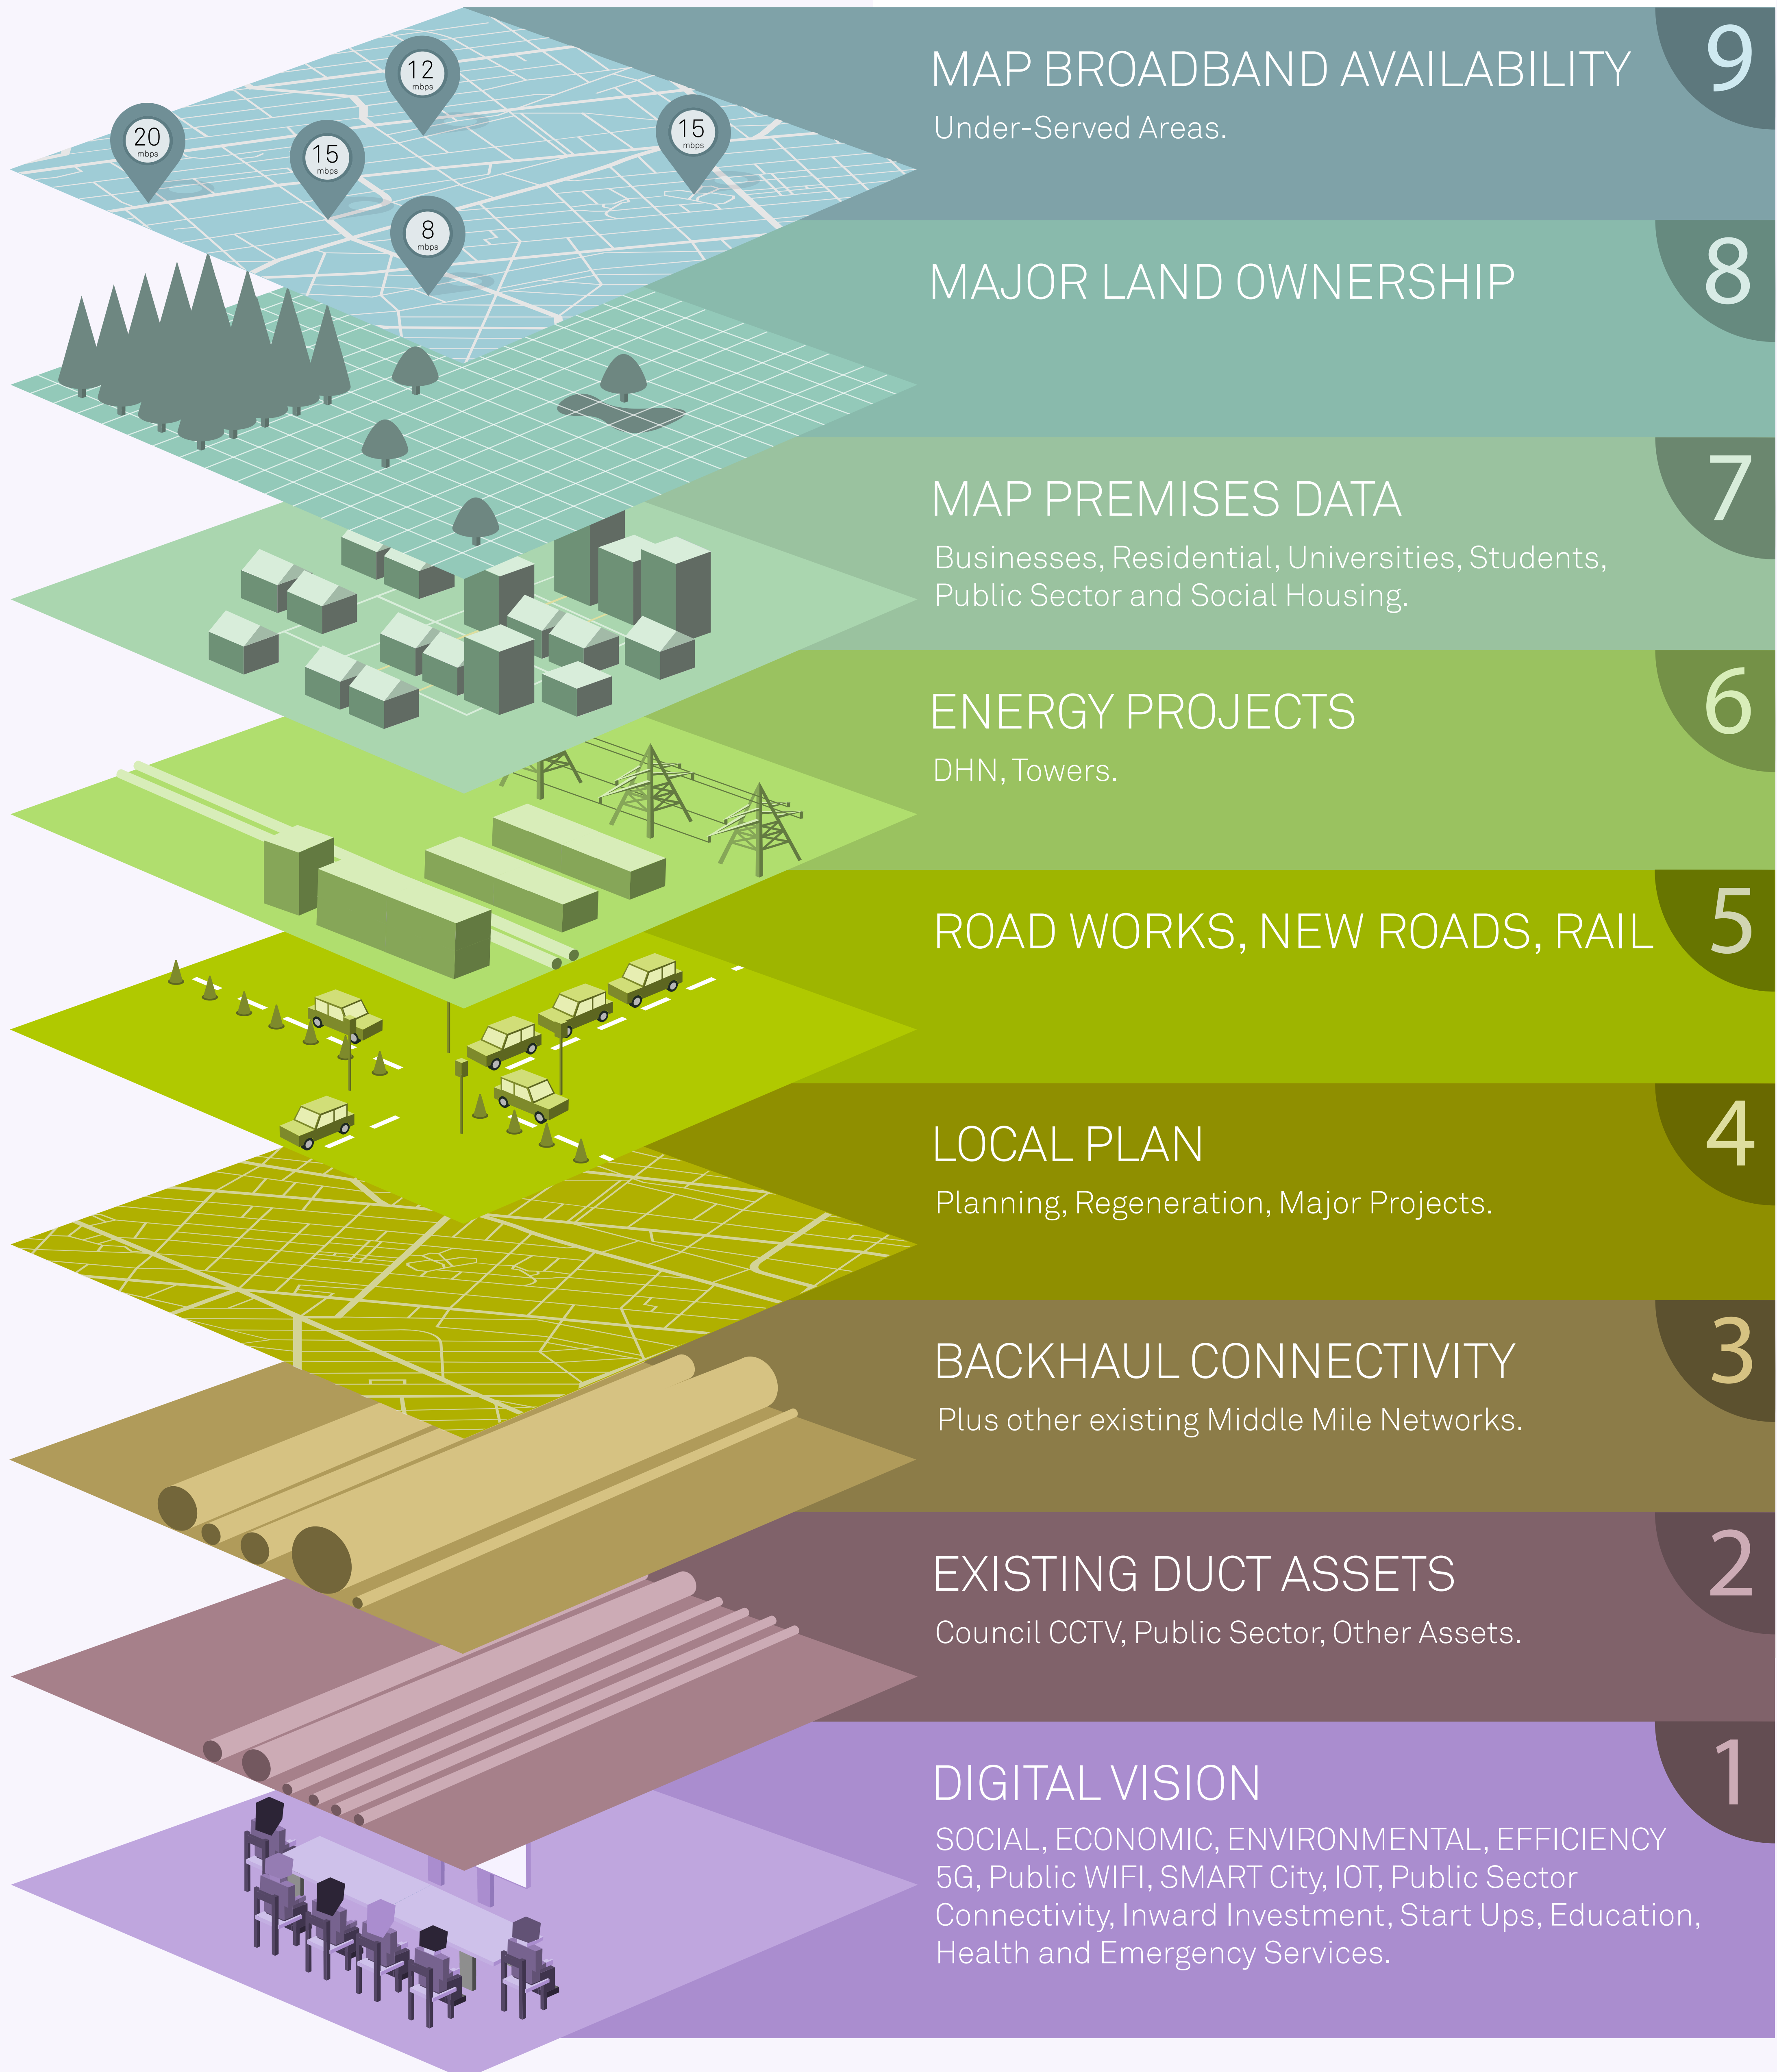 MAP BROADBAND AVAILABILITY
9
Under-Served Areas.
12
mbps
20
mbps
15
mbps
15
mbps
8
mbps
MAJOR LAND OWNERSHIP
8
MAP PREMISES DATA
7
Businesses, Residential, Universities, Students,
Public Sector and Social Housing.
ENERGY PROJECTS
6
DHN, Towers.
ROAD WORKS, NEW ROADS, RAIL
5
LOCAL PLAN
4
Planning, Regeneration, Major Projects.
BACKHAUL CONNECTIVITY
3
Plus other existing Middle Mile Networks.
EXISTING DUCT ASSETS
2
Council CCTV, Public Sector, Other Assets.
DIGITAL VISION
1
SOCIAL, ECONOMIC, ENVIRONMENTAL, EFFICIENCY
5G, Public WIFI, SMART City, IOT, Public Sector
Connectivity, Inward Investment, Start Ups, Education,
Health and Emergency Services.